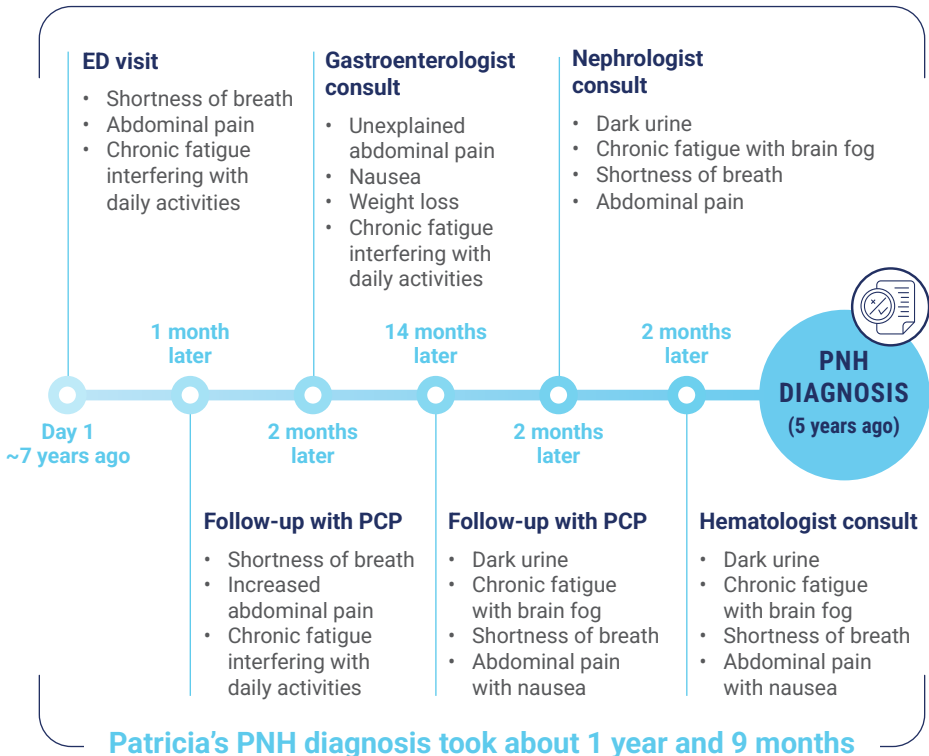 ED visit
• Shortness of breath
• Abdominal pain
• Chronic fatigue
interfering with
daily activities
Gastroenterologist
consult
• Unexplained
abdominal pain
• Nausea
• Weight loss
• Chronic fatigue
interfering with
daily activities
Nephrologist
consult
• Dark urine
• Chronic fatigue with brain fog
• Shortness of breath
• Abdominal pain
1 month
later
14 months
later
2 months
later
PNH
DIAGNOSIS
(5 years ago)
Day 1
~7 years ago
2 months
later
2 months
later
Follow-up with PCP
• Shortness of breath
• Increased
abdominal pain
• Chronic fatigue
interfering with
daily activities
Follow-up with PCP
• Dark urine
• Chronic fatigue
with brain fog
• Shortness of breath
• Abdominal pain
with nausea
Hematologist consult
• Dark urine
• Chronic fatigue
with brain fog
• Shortness of breath
• Abdominal pain
with nausea
Patricia’s PNH diagnosis took about 1 year and 9 months